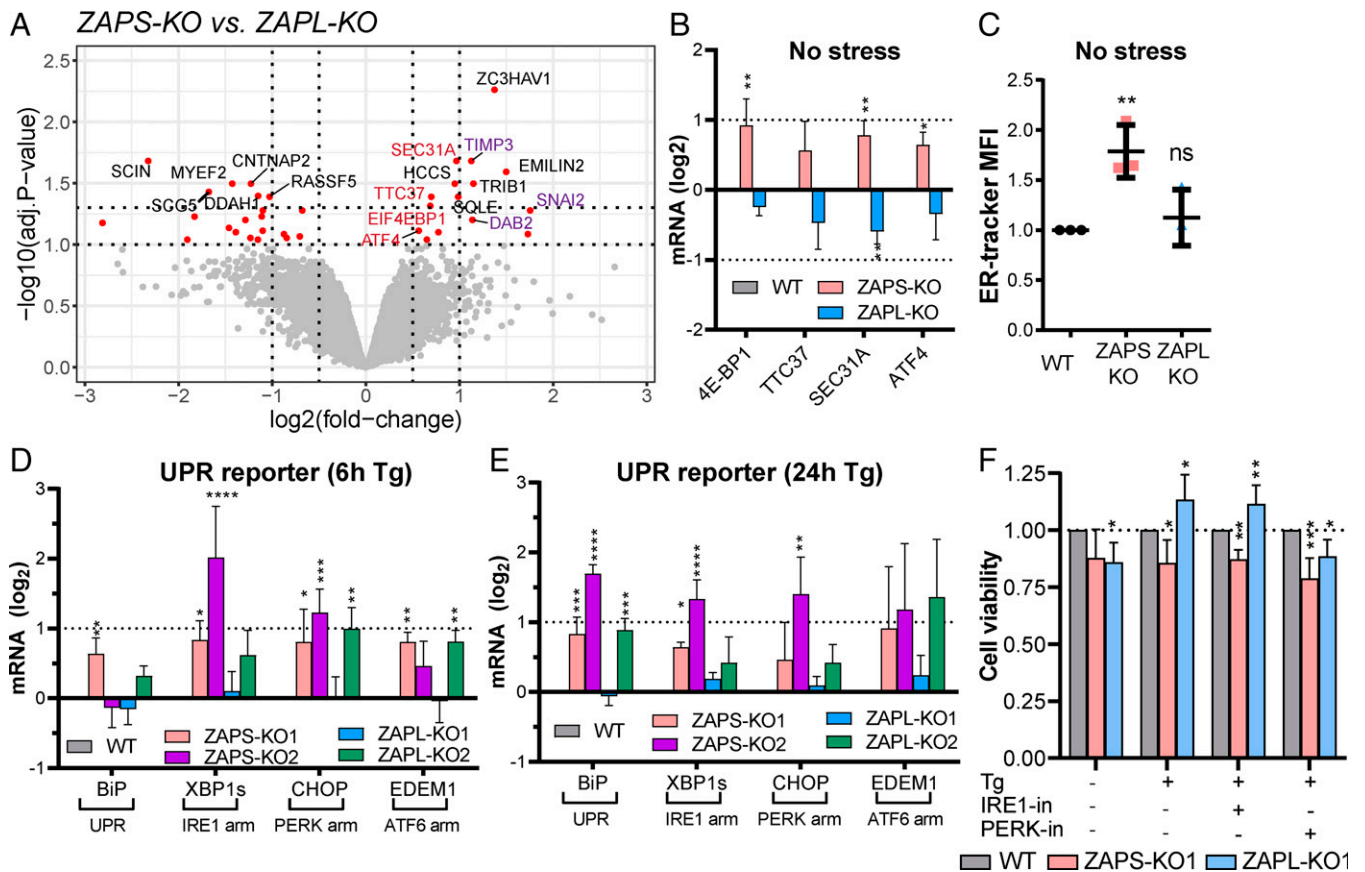 A
ZAPS-KO vs. ZAPL-KO
−log10(adj.P−value)
2.5
2.0
1.5
1.0
0.5
0.0
ZC3HAV1
SCIN
MYEF2
CNTNAP2
SEC31A
TIMP3
EMILIN2
RASSF5
HCCS
TRIB1
SCG5
DDAH1
TTC37
SQLE
SNAI2
EIF4EBP1
DAB2
ATF4
−3 −2 −1 0 1 2 3
log2(fold−change)
B
No stress
mRNA (log2)
2
1
0
-1
-2
**
**
*
**
WT
ZAPS-KO
ZAPL-KO
4E-BP1
TTC37
SEC31A
ATF4
C
No stress
ER-tracker MFI
2.5
2.0
1.5
1.0
0.5
0.0
**
ns
WT
ZAPS KO
ZAPL KO
D
UPR reporter (6h Tg)
mRNA (log2)
3
2
1
0
-1
**
*
****
*
***
**
**
**
WT
ZAPS-KO1
ZAPS-KO2
ZAPL-KO1
ZAPL-KO2
BiP XBP1s CHOP EDEM1
UPR IRE1 arm PERK arm ATF6 arm
E
UPR reporter (24h Tg)
mRNA (log2)
3
2
1
0
-1
***
****
***
*
****
**
WT
ZAPS-KO1
ZAPS-KO2
ZAPL-KO1
ZAPL-KO2
BiP XBP1s CHOP EDEM1
UPR IRE1 arm PERK arm ATF6 arm
F
Cell viability
1.25
1.00
0.75
0.50
0.25
0.00
*
*
*
***
**
****
*
Tg - + + +
IRE1-in - - + -
PERK-in - - - +
WT ZAPS-KO1 ZAPL-KO1